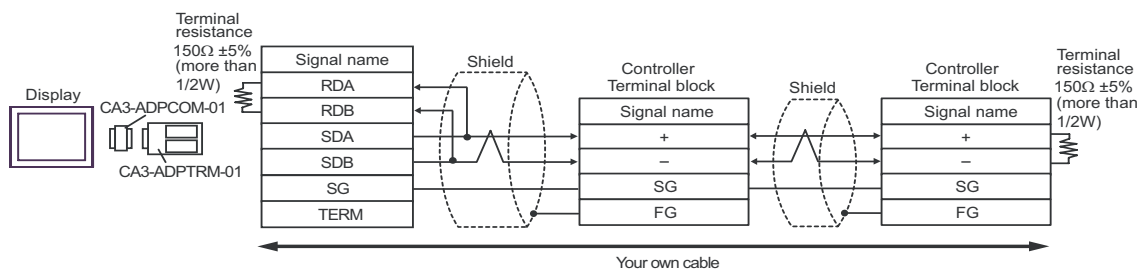 Terminal
resistance
150Ω ±5%
(more than
1/2W)
Display
CA3-ADPCOM-01
CA3-ADPTRM-01
Signal name
RDA
RDB
SDA
SDB
SG
TERM
Shield
Controller
Terminal block
Signal name
+
–
SG
FG
Shield
Controller
Terminal block
Signal name
+
–
SG
FG
Terminal
resistance
150Ω ±5%
(more than
1/2W)
Your own cable